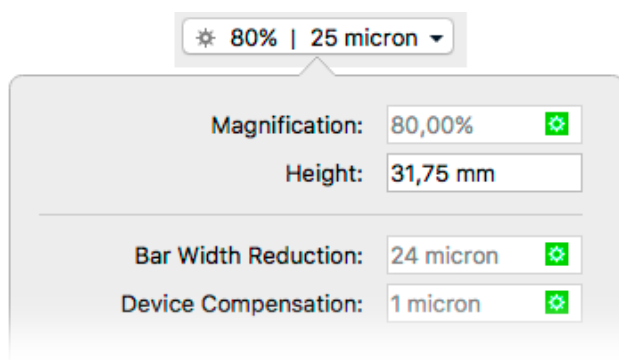 80% | 25 micron
Magnification: 80,00%
Height: 31,75 mm
Bar Width Reduction: 24 micron
Device Compensation: 1 micron